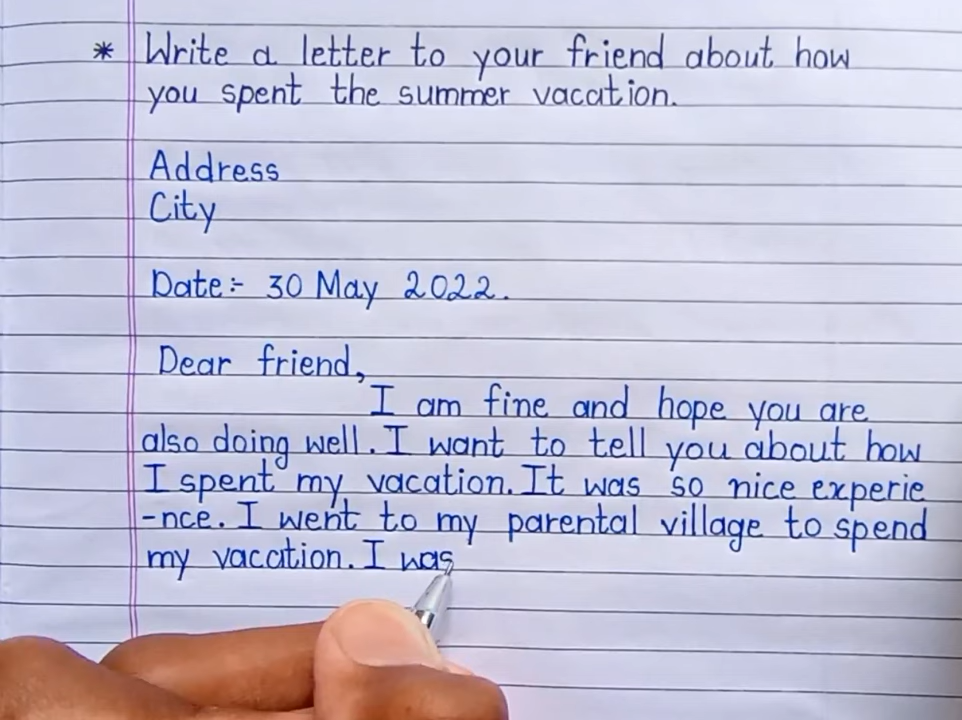 * Write a letter to your friend about how
you spent the summer vacation.
Address
City
Date:- 30 May 2022.
Dear friend,
I am fine and hope you are
also doing well. I want to tell you about how
I spent my vacation. It was so nice experie
-nce. I went to my parental village to spend
my vacation. I was